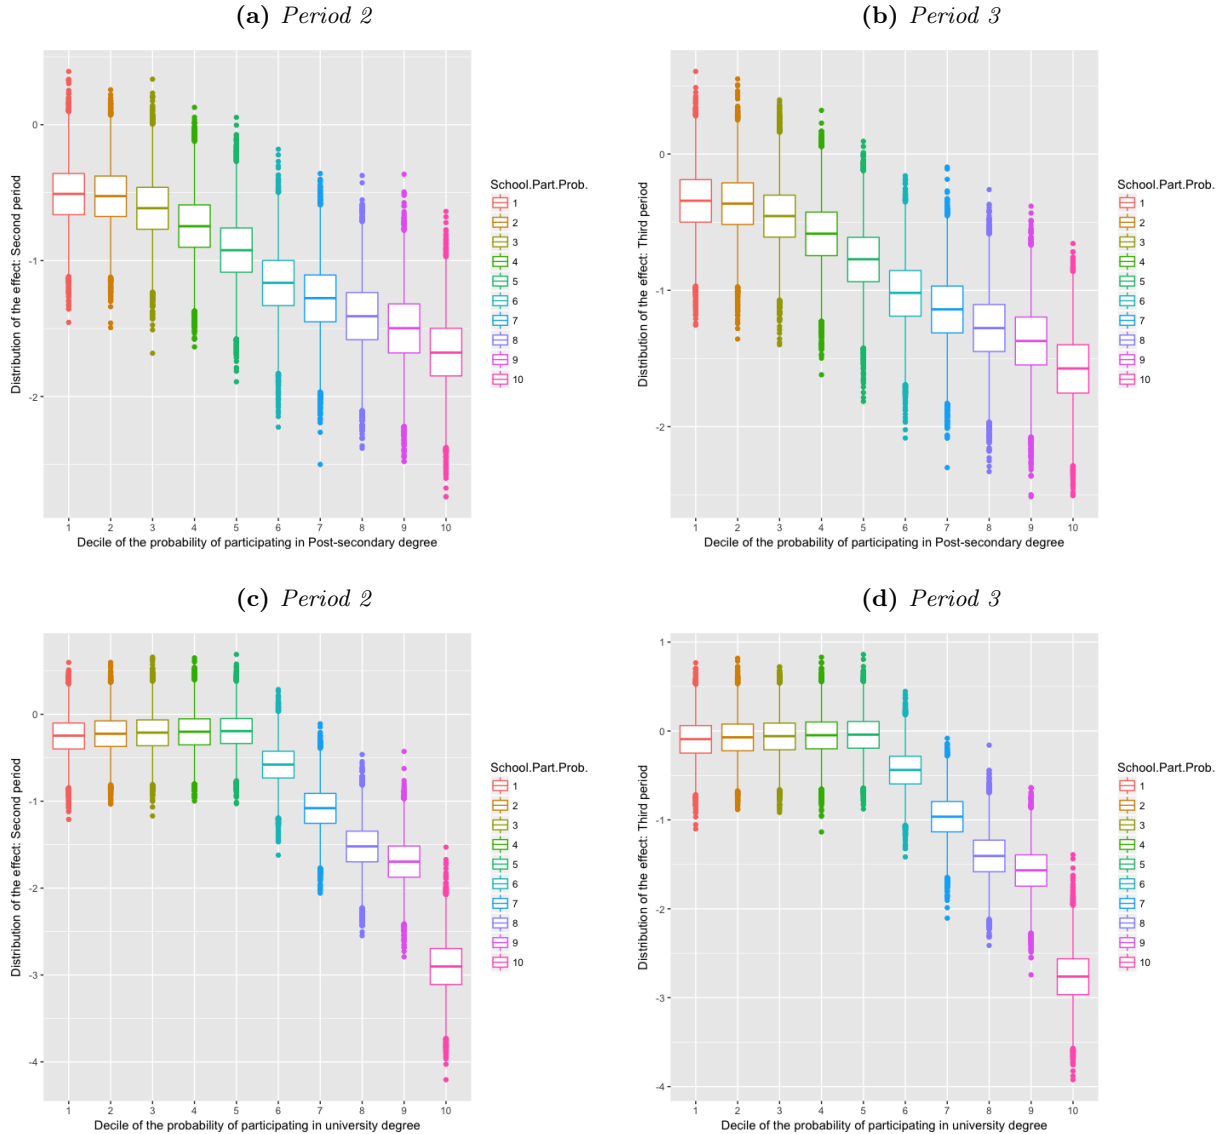 (a) Period 2
Distribution of the effect: Second period
0
-1
-2
1 2 3 4 5 6 7 8 9 10
Decile of the probability of participating in Post-secondary degree
School.Part.Prob.
1
2
3
4
5
6
7
8
9
10
(b) Period 3
Distribution of the effect: Third period
0
-1
-2
1 2 3 4 5 6 7 8 9 10
Decile of the probability of participating in Post-secondary degree
School.Part.Prob.
1
2
3
4
5
6
7
8
9
10
(c) Period 2
Distribution of the effect: Second period
0
-1
-2
-3
-4
1 2 3 4 5 6 7 8 9 10
Decile of the probability of participating in university degree
School.Part.Prob.
1
2
3
4
5
6
7
8
9
10
(d) Period 3
Distribution of the effect: Third period
1
0
-1
-2
-3
-4
1 2 3 4 5 6 7 8 9 10
Decile of the probability of participating in university degree
School.Part.Prob.
1
2
3
4
5
6
7
8
9
10